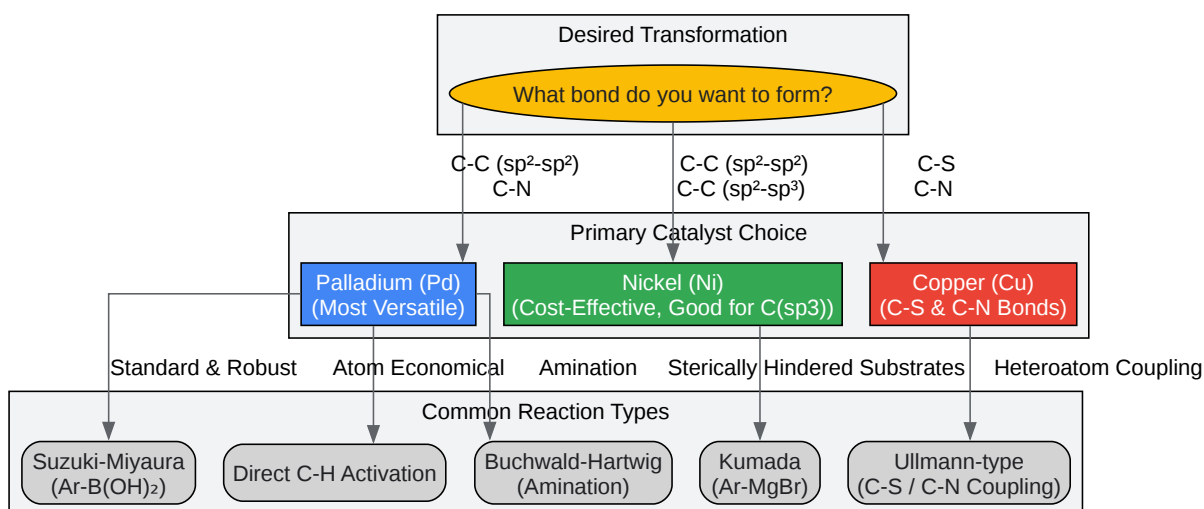 Desired Transformation
What bond do you want to form?
C-C (sp²-sp²)
C-N
C-C (sp²-sp²)
C-C (sp²-sp³)
C-S
C-N
Primary Catalyst Choice
Palladium (Pd)
(Most Versatile)
Nickel (Ni)
(Cost-Effective, Good for C(sp3))
Copper (Cu)
(C-S & C-N Bonds)
Standard & Robust
Atom Economical
Amination
Sterically Hindered Substrates
Heteroatom Coupling
Common Reaction Types
Suzuki-Miyaura
(Ar-B(OH)₂)
Direct C-H Activation
Buchwald-Hartwig
(Amination)
Kumada
(Ar-MgBr)
Ullmann-type
(C-S / C-N Coupling)